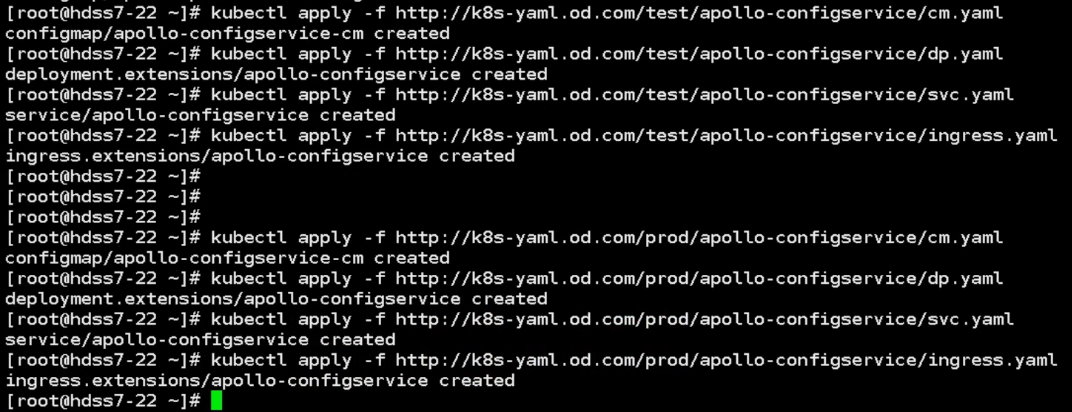 [root@hdss7-22 ~]# kubectl apply -f http://k8s-yaml.od.com/test/apollo-configservice/cm.yaml
configmap/apollo-configservice-cm created
[root@hdss7-22 ~]# kubectl apply -f http://k8s-yaml.od.com/test/apollo-configservice/dp.yaml
deployment.extensions/apollo-configservice created
[root@hdss7-22 ~]# kubectl apply -f http://k8s-yaml.od.com/test/apollo-configservice/svc.yaml
service/apollo-configservice created
[root@hdss7-22 ~]# kubectl apply -f http://k8s-yaml.od.com/test/apollo-configservice/ingress.yaml
ingress.extensions/apollo-configservice created
[root@hdss7-22 ~]#
[root@hdss7-22 ~]#
[root@hdss7-22 ~]#
[root@hdss7-22 ~]# kubectl apply -f http://k8s-yaml.od.com/prod/apollo-configservice/cm.yaml
configmap/apollo-configservice-cm created
[root@hdss7-22 ~]# kubectl apply -f http://k8s-yaml.od.com/prod/apollo-configservice/dp.yaml
deployment.extensions/apollo-configservice created
[root@hdss7-22 ~]# kubectl apply -f http://k8s-yaml.od.com/prod/apollo-configservice/svc.yaml
service/apollo-configservice created
[root@hdss7-22 ~]# kubectl apply -f http://k8s-yaml.od.com/prod/apollo-configservice/ingress.yaml
ingress.extensions/apollo-configservice created
[root@hdss7-22 ~]#